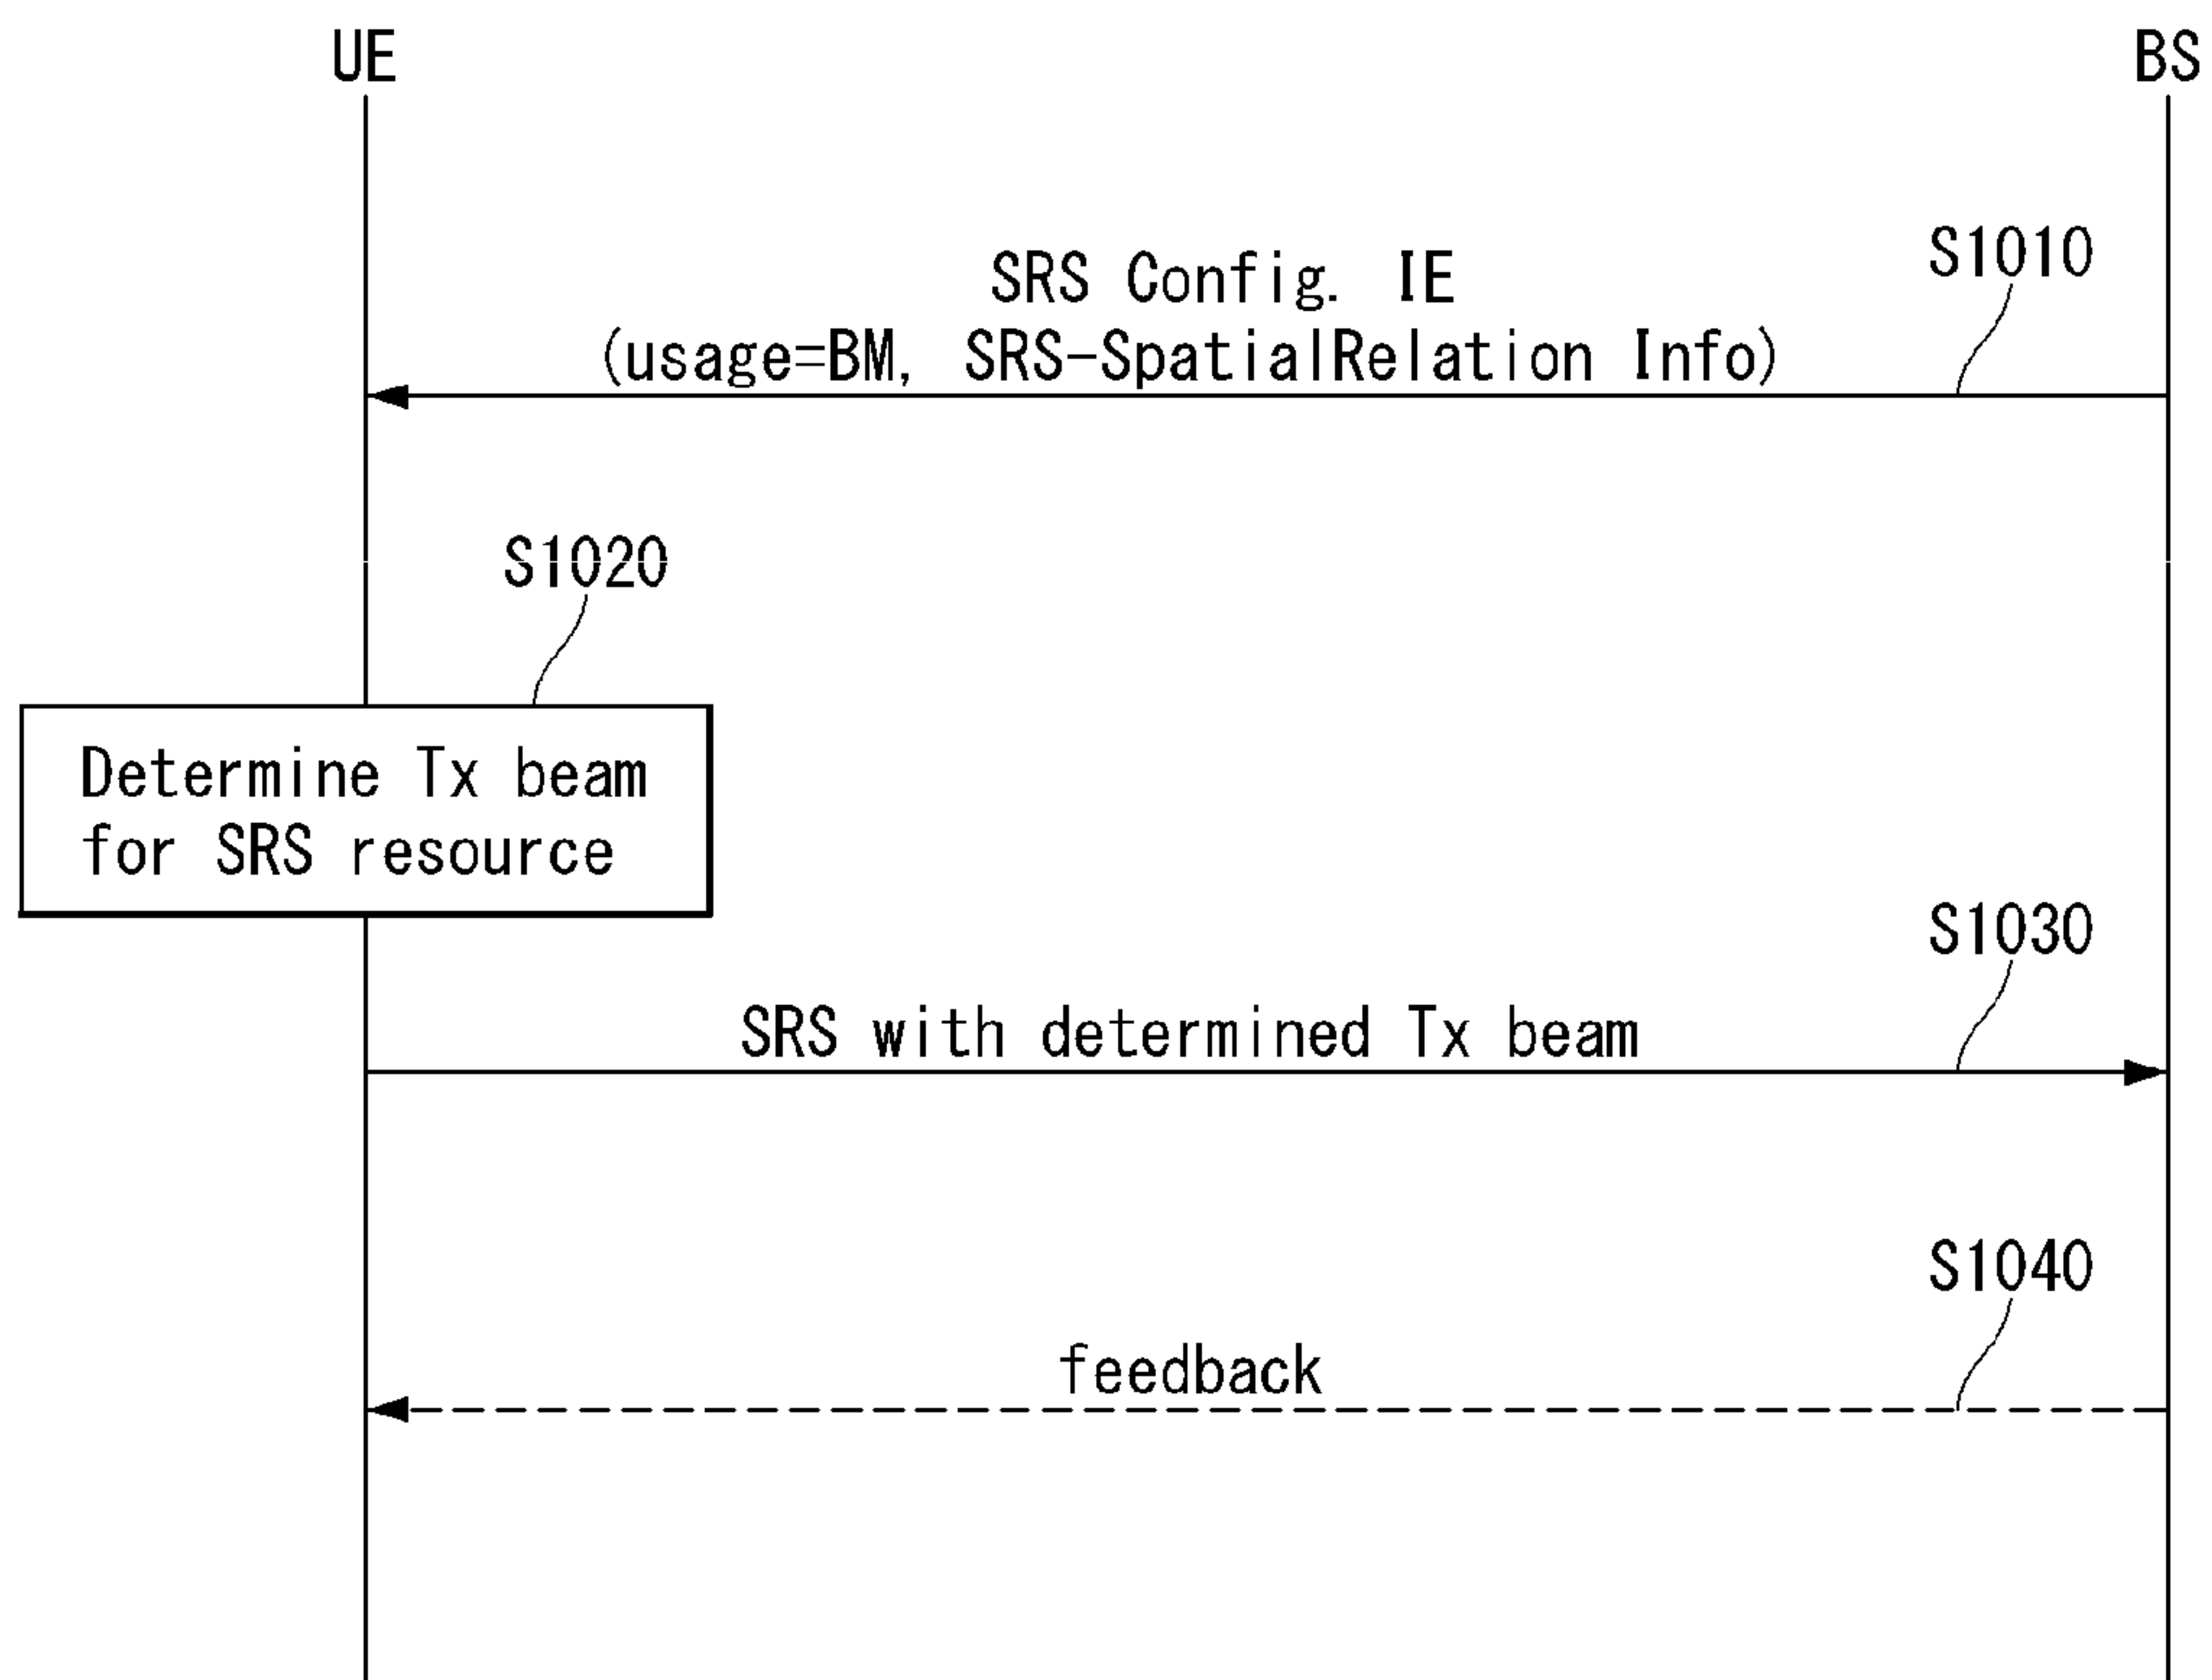 UE
BS
S1010
SRS Config. IE
(usage=BM, SRS-SpatialRelation Info)
S1020
Determine Tx beam
for SRS resource
S1030
SRS with determined Tx beam
S1040
feedback